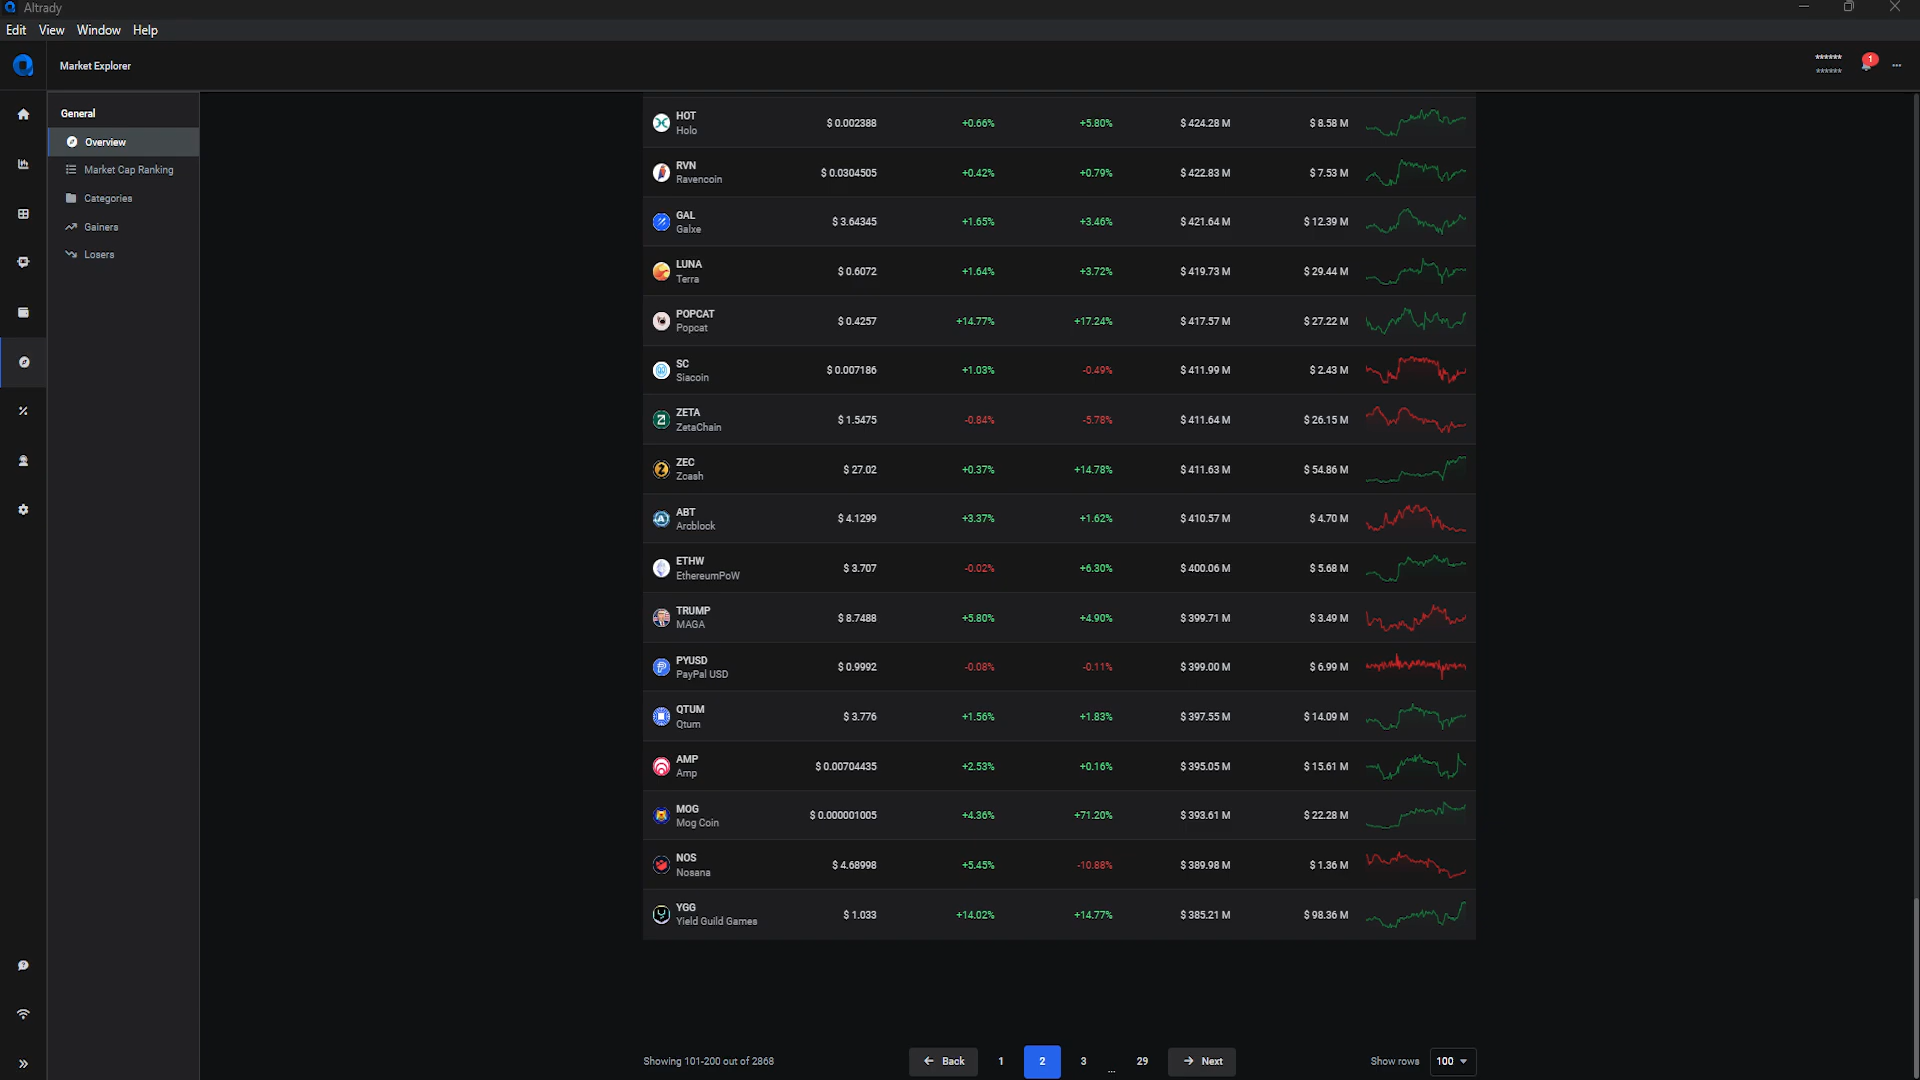 Altrady
Edit View Window Help
Market Explorer
******
******
1
General
Overview
Market Cap Ranking
Categories
Gainers
Losers
HOT
Holo
$ 0.002388 +0.66% +5.80% $ 424.28 M $ 8.58 M
RVN
Ravencoin
$ 0.0304505 +0.42% +0.79% $ 422.83 M $ 7.53 M
GAL
Galxe
$ 3.64345 +1.65% +3.46% $ 421.64 M $ 12.39 M
LUNA
Terra
$ 0.6072 +1.64% +3.72% $ 419.73 M $ 29.44 M
POPCAT
Popcat
$ 0.4257 +14.77% +17.24% $ 417.57 M $ 27.22 M
SC
Siacoin
$ 0.007186 +1.03% -0.49% $ 411.99 M $ 2.43 M
ZETA
ZetaChain
$ 1.5475 -0.84% -5.78% $ 411.64 M $ 26.15 M
ZEC
Zcash
$ 27.02 +0.37% +14.78% $ 411.63 M $ 54.86 M
ABT
Arcblock
$ 4.1299 +3.37% +1.62% $ 410.57 M $ 4.70 M
ETHW
EthereumPoW
$ 3.707 -0.02% +6.30% $ 400.06 M $ 5.68 M
TRUMP
MAGA
$ 8.7488 +5.80% +4.90% $ 399.71 M $ 3.49 M
PYUSD
PayPal USD
$ 0.9992 -0.08% -0.11% $ 399.00 M $ 6.99 M
QTUM
Qtum
$ 3.776 +1.56% +1.83% $ 397.55 M $ 14.09 M
AMP
Amp
$ 0.00704435 +2.53% +0.16% $ 395.05 M $ 15.61 M
MOG
Mog Coin
$ 0.000001005 +4.36% +71.20% $ 393.61 M $ 22.28 M
NOS
Nosana
$ 4.68998 +5.45% -10.88% $ 389.98 M $ 1.36 M
YGG
Yield Guild Games
$ 1.033 +14.02% +14.77% $ 385.21 M $ 98.36 M
Showing 101-200 out of 2868 Back 1 2 3 ... 29 Next Show rows 100